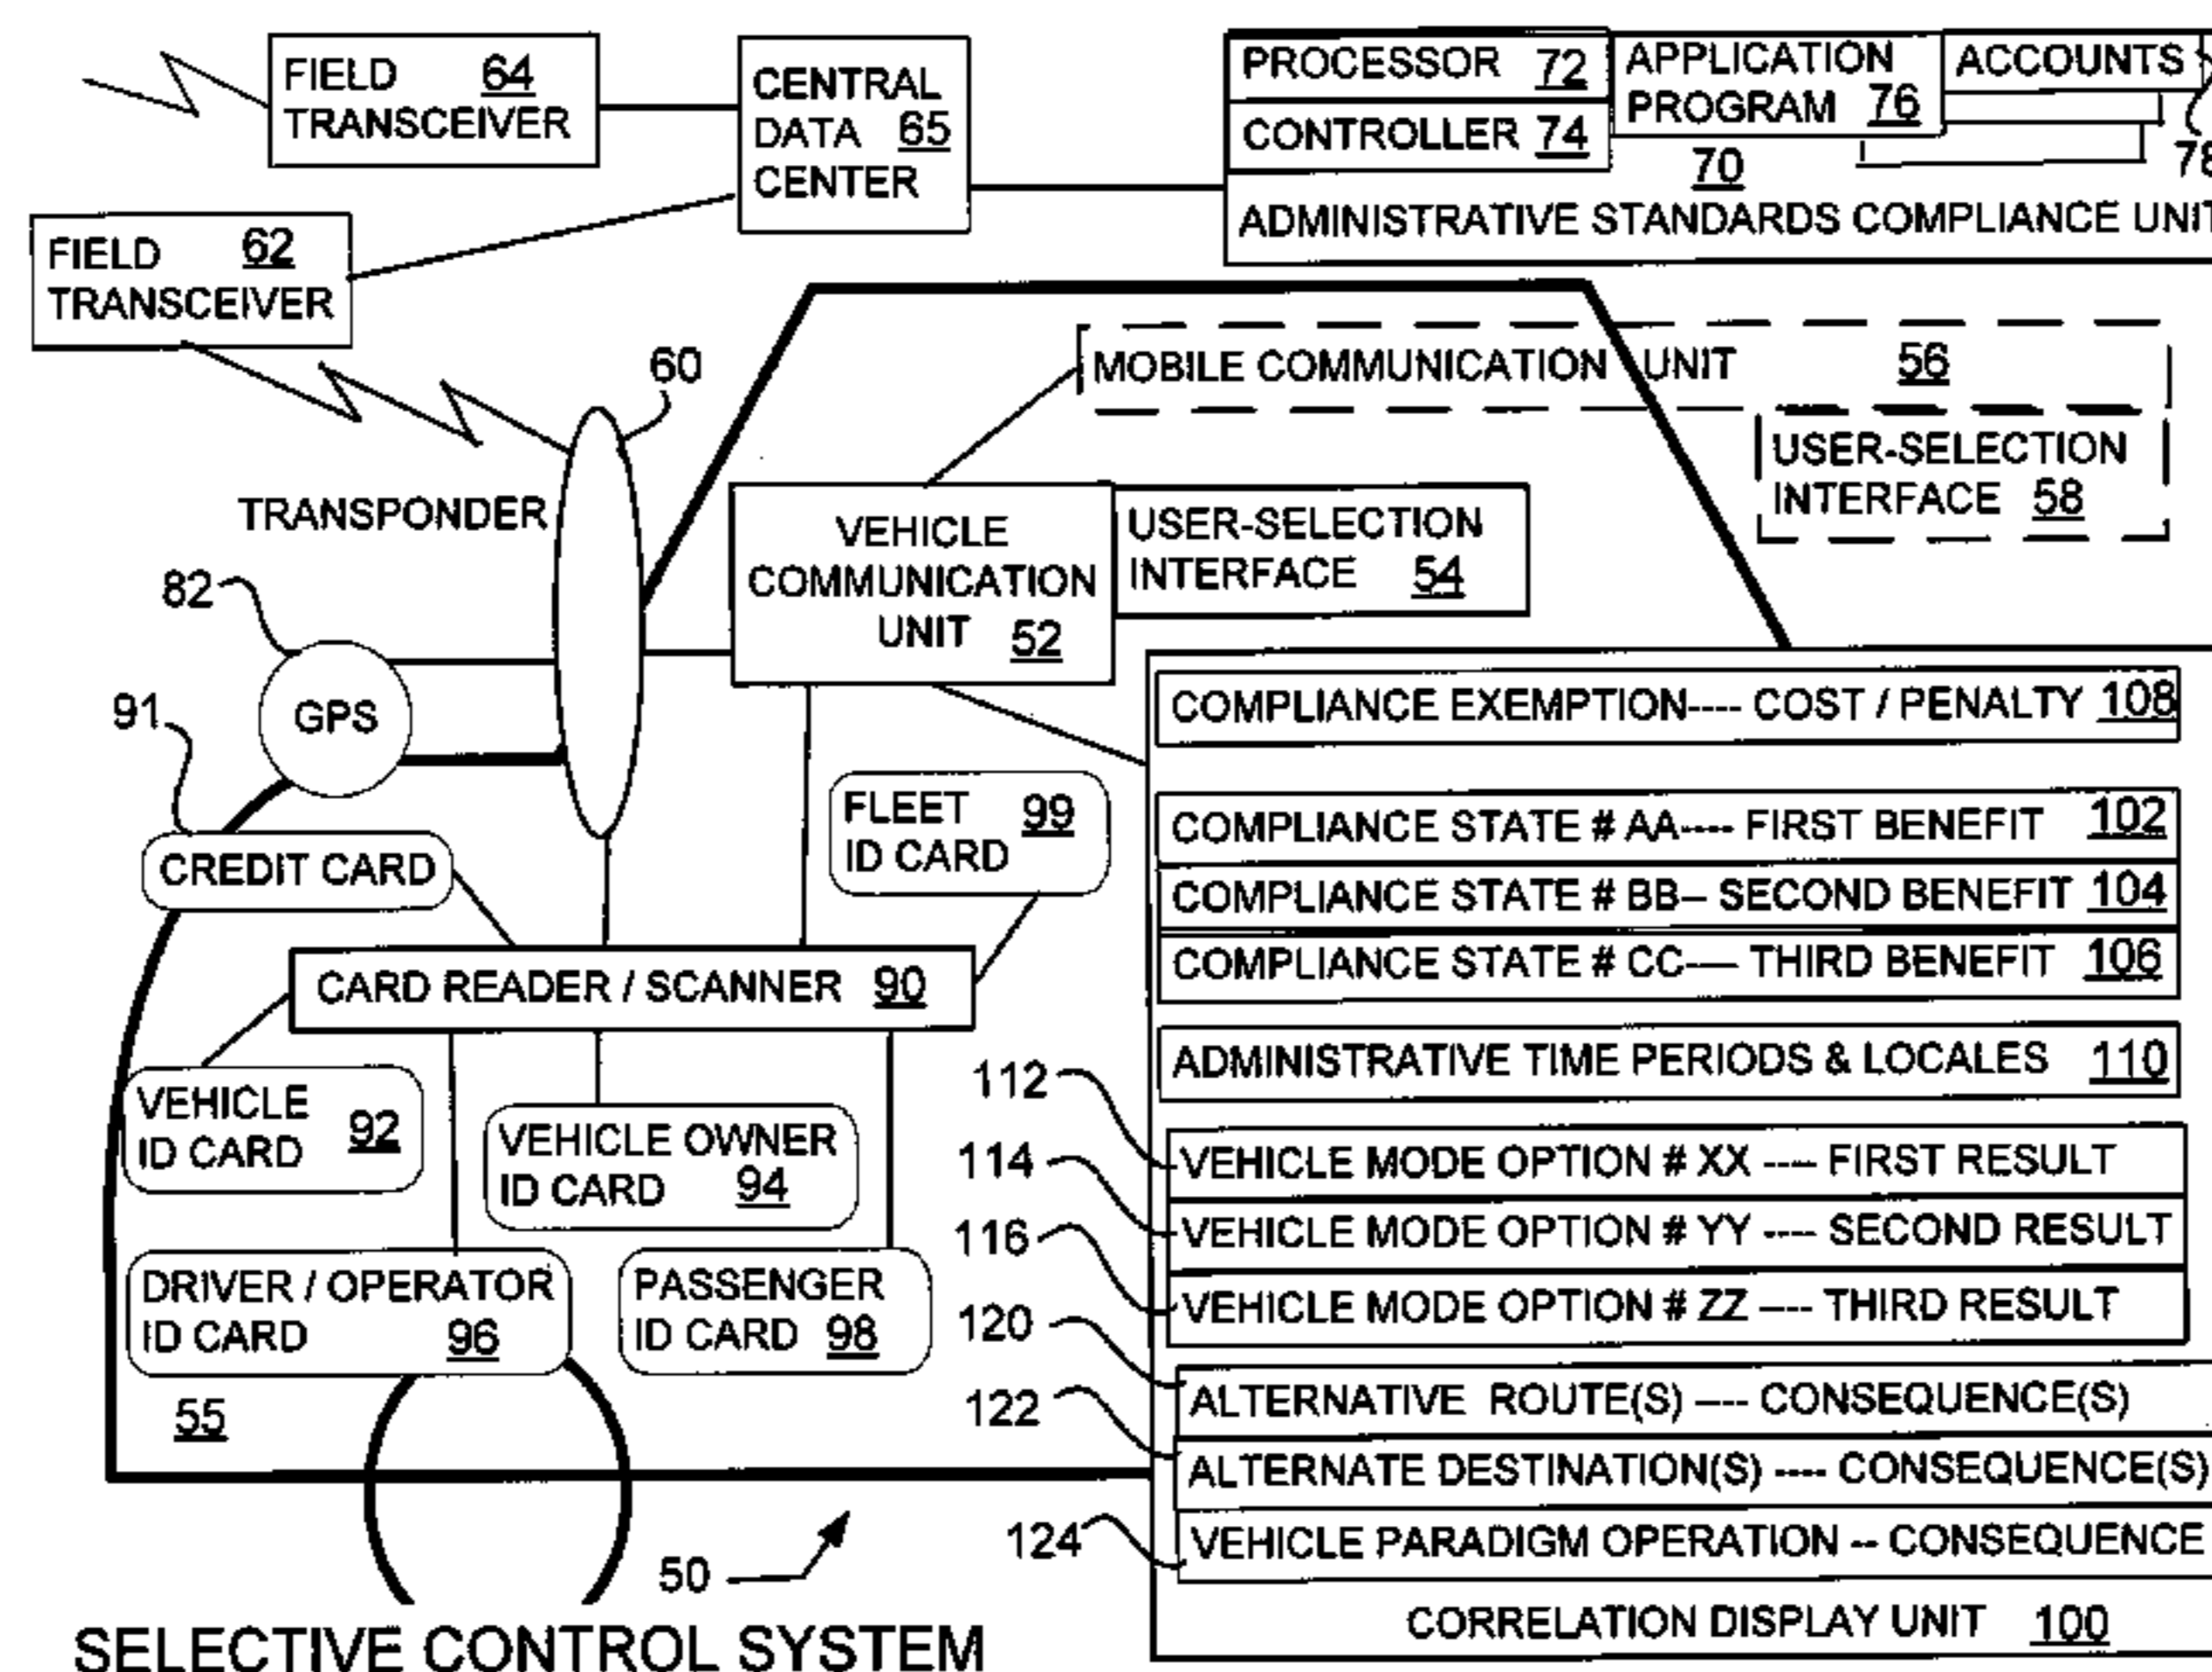 FIELD 64
TRANSCEIVER
CENTRAL
DATA 65
CENTER
PROCESSOR 72
CONTROLLER 74
APPLICATION
PROGRAM 76
ACCOUNTS
78
70
ADMINISTRATIVE STANDARDS COMPLIANCE UNIT
FIELD 62
TRANSCEIVER
60
MOBILE COMMUNICATION UNIT 56
USER-SELECTION
INTERFACE 58
TRANSPONDER
VEHICLE
COMMUNICATION
UNIT 52
USER-SELECTION
INTERFACE 54
82
GPS
91
CREDIT CARD
FLEET 99
ID CARD
CARD READER / SCANNER 90
VEHICLE
ID CARD 92
VEHICLE OWNER
ID CARD 94
DRIVER / OPERATOR
ID CARD 96
PASSENGER
ID CARD 98
55
COMPLIANCE EXEMPTION---- COST / PENALTY 108
COMPLIANCE STATE # AA---- FIRST BENEFIT 102
COMPLIANCE STATE # BB-- SECOND BENEFIT 104
COMPLIANCE STATE # CC---- THIRD BENEFIT 106
ADMINISTRATIVE TIME PERIODS & LOCALES 110
112
VEHICLE MODE OPTION # XX ---- FIRST RESULT
114
VEHICLE MODE OPTION # YY ---- SECOND RESULT
116
VEHICLE MODE OPTION # ZZ ---- THIRD RESULT
120
ALTERNATIVE ROUTE(S) ---- CONSEQUENCE(S)
122
ALTERNATE DESTINATION(S) ---- CONSEQUENCE(S)
124
VEHICLE PARADIGM OPERATION -- CONSEQUENCE
CORRELATION DISPLAY UNIT 100
50
SELECTIVE CONTROL SYSTEM